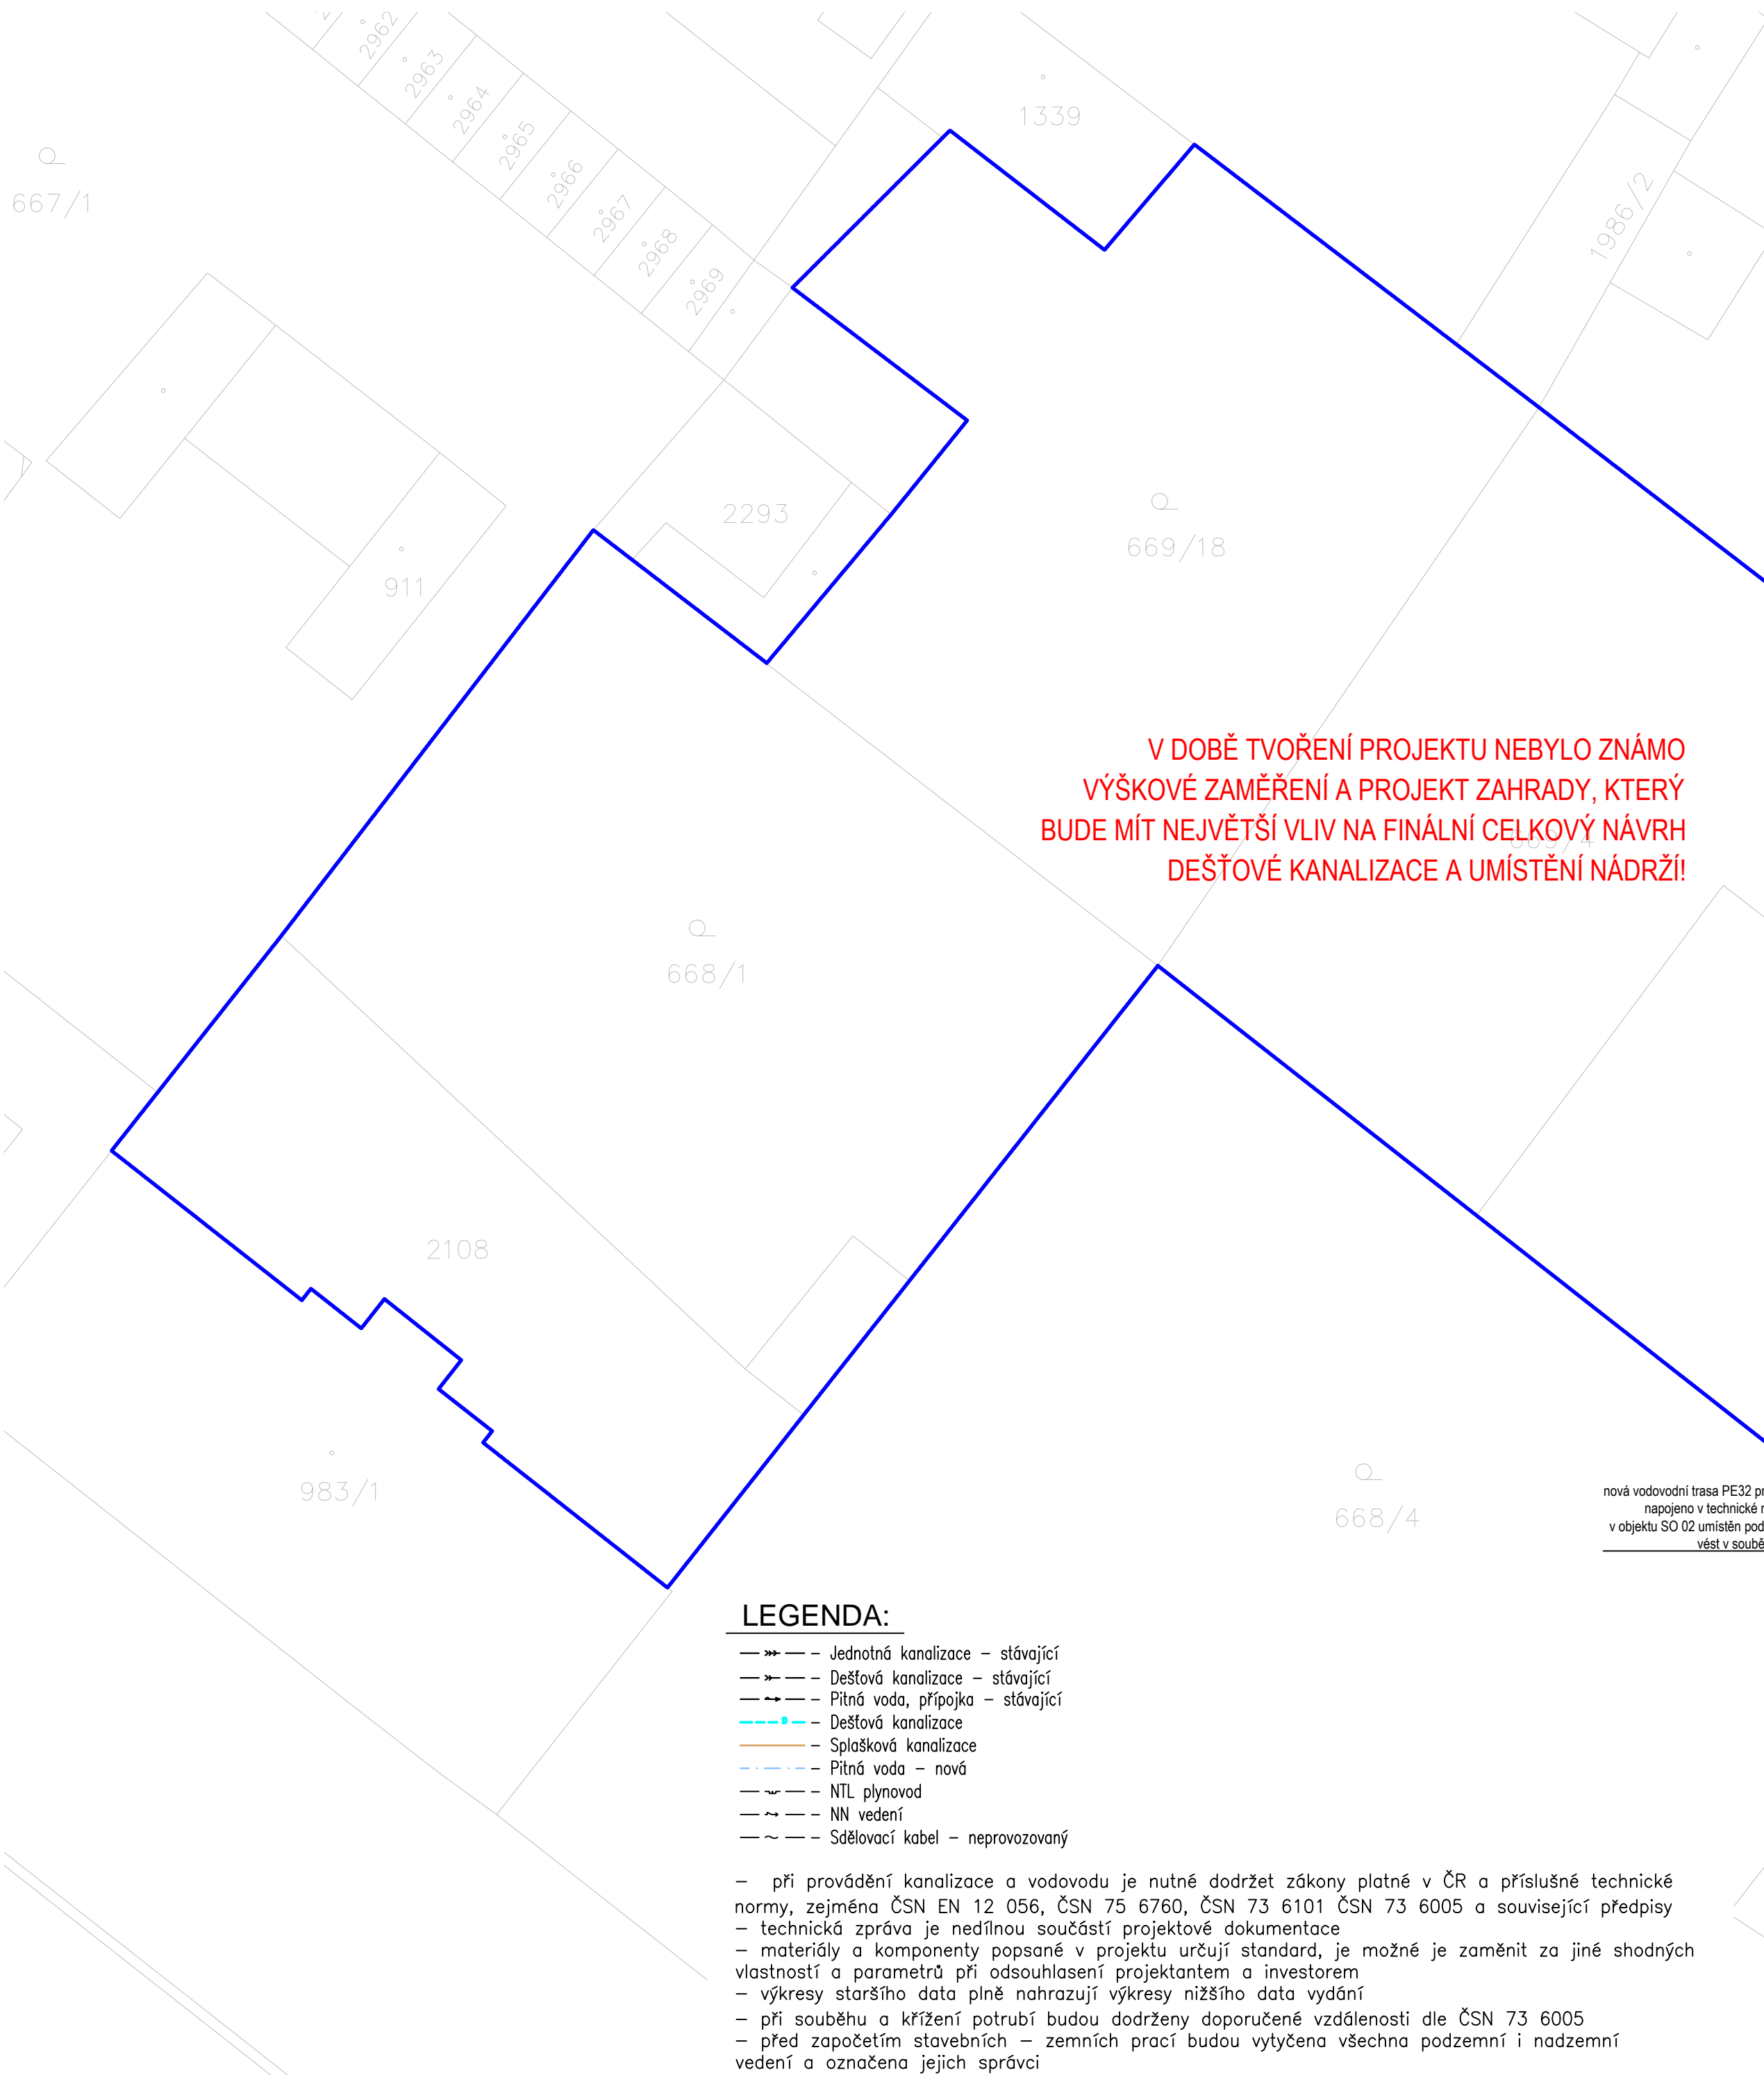 2962
2963
2964
2965
2966
2967
2968
2969
1339
667/1
1986/2
2293
669/18
911
V DOBĚ TVOŘENÍ PROJEKTU NEBYLO ZNÁMO
VÝŠKOVÉ ZAMĚŘENÍ A PROJEKT ZAHRADY, KTERÝ
BUDE MÍT NEJVĚTŠÍ VLIV NA FINÁLNÍ CELKOVÝ NÁVRH
DEŠŤOVÉ KANALIZACE A UMÍSTĚNÍ NÁDRŽÍ!
668/1
2108
983/1
668/4
nová vodovodní trasa PE32
napojeno v technické
v objektu SO 02 umístěn pod
vést v
LEGENDA:
– Jednotná kanalizace – stávající
– Dešťová kanalizace – stávající
– Pitná voda, přípojka – stávající
– Dešťová kanalizace
– Splašková kanalizace
– Pitná voda – nová
– NTL plynovod
– NN vedení
– Sdělovací kabel – neprovozovaný
– při provádění kanalizace a vodovodu je nutné dodržet zákony platné v ČR a příslušné technické
normy, zejména ČSN EN 12 056, ČSN 75 6760, ČSN 73 6101 ČSN 73 6005 a související předpisy
– technická zpráva je nedílnou součástí projektové dokumentace
– materiály a komponenty popsané v projektu určují standard, je možné je zaměnit za jiné shodných
vlastností a parametrů při odsouhlasení projektantem a investorem
– výkresy staršího data plně nahrazují výkresy nižšího data vydání
– při souběhu a křížení potrubí budou dodrženy doporučené vzdálenosti dle ČSN 73 6005
– před započetím stavebních – zemních prací budou vytyčena všechna podzemní i nadzemní
vedení a označena jejich správci